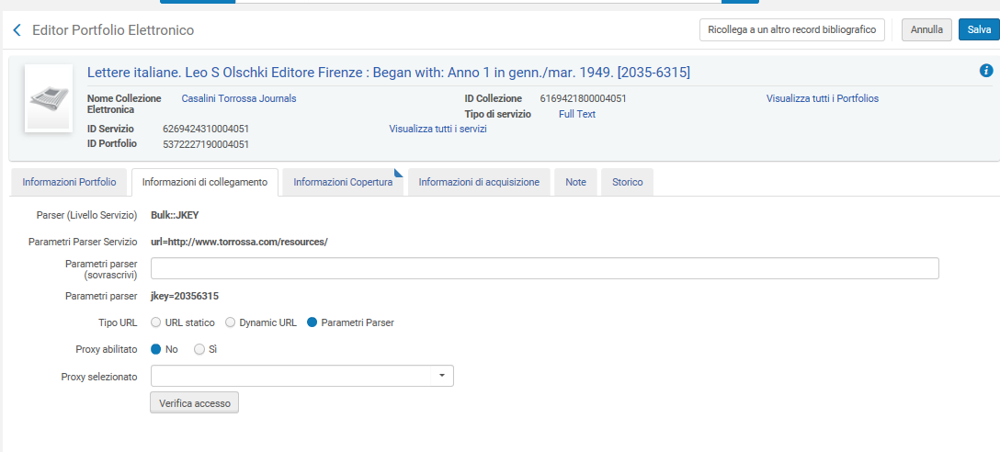 Editor Portfolio Elettronico
Ricollega a un altro record bibliografico
Annulla
Salva
Lettere italiane. Leo S Olschki Editore Firenze : Began with: Anno 1 in genn./mar. 1949. [2035-6315]
Nome Collezione Elettronica Casalini Torrossa Journals
ID Collezione 6169421800004051
Visualizza tutti i Portfolios
Tipo di servizio Full Text
ID Servizio 6269424310004051
Visualizza tutti i servizi
ID Portfolio 5372227190004051
Informazioni Portfolio
Informazioni di collegamento
Informazioni Copertura
Informazioni di acquisizione
Note
Storico
Parser (Livello Servizio) Bulk::JKEY
Parametri Parser Servizio url=http://www.torrossa.com/resources/
Parametri parser
(sovrascrivi)
Parametri parser jkey=20356315
Tipo URL URL statico Dynamic URL Parametri Parser
Proxy abilitato No Sì
Proxy selezionato
Verifica accesso